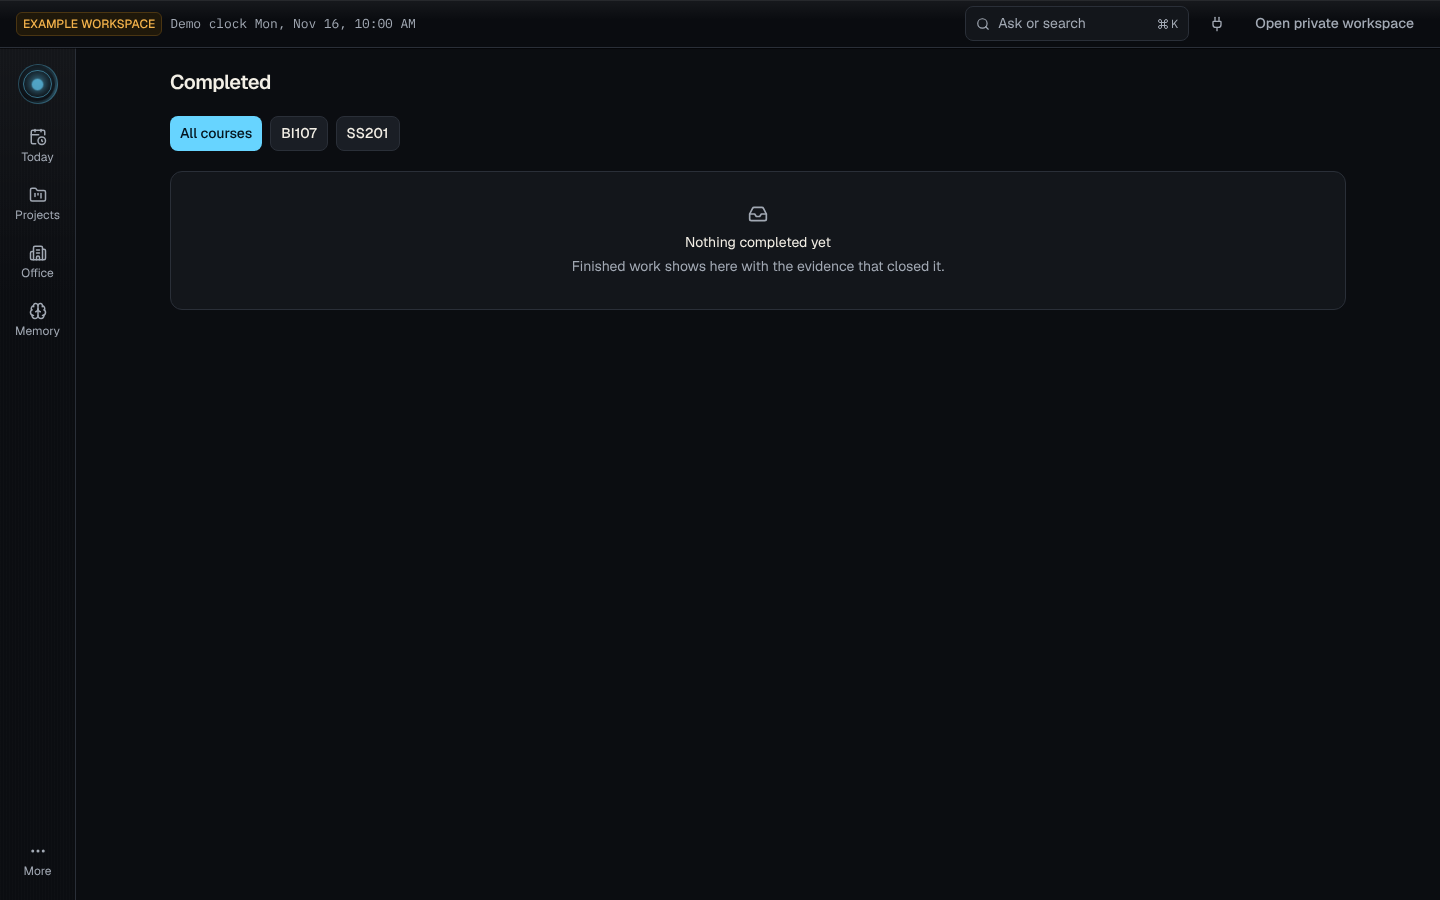 EXAMPLE WORKSPACE Demo clock Mon, Nov 16, 10:00 AM Ask or search ⌘K Open private workspace
Today
Projects
Office
Memory
More
Completed
All courses BI107 SS201
Nothing completed yet
Finished work shows here with the evidence that closed it.